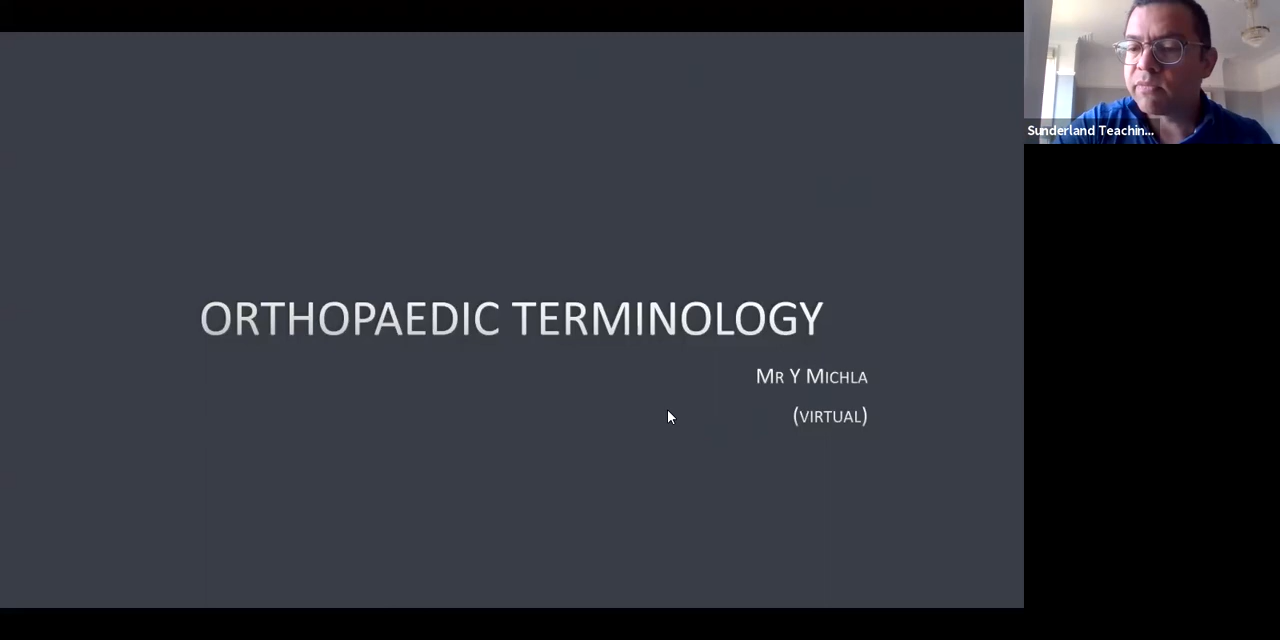 ORTHOPAEDIC TERMINOLOGY
MR Y MICHLA
(VIRTUAL)
Sunderland Teachin...